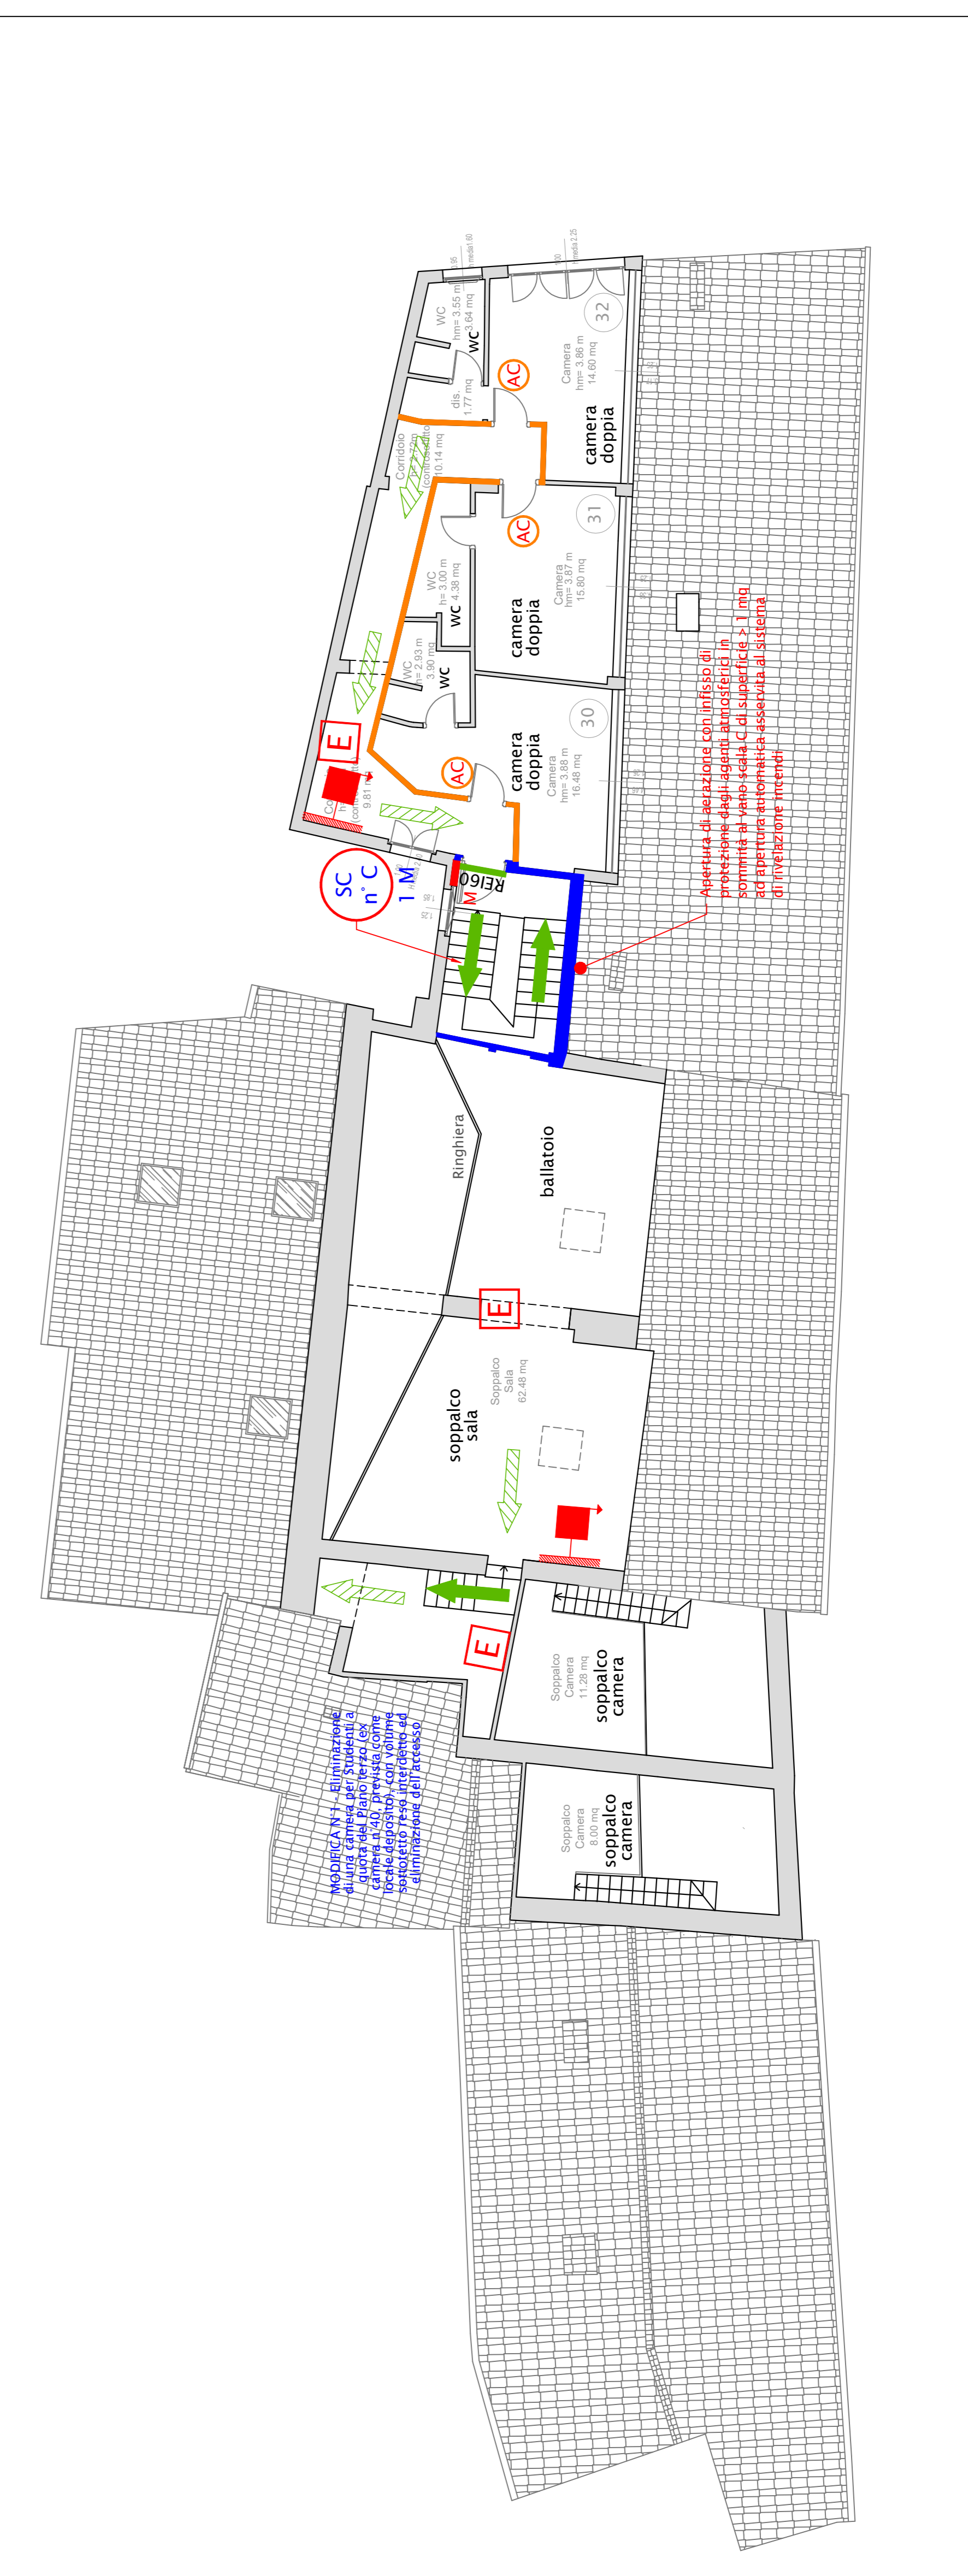 WC
hm= 3.55 m
3.64 mq
wc
dis.
1.77 mq
32
Camera
hm= 3.86 m
14.60 mq
camera
doppia
AC
Corridoio
(controsoffitto)
10.14 mq
31
Camera
hm= 3.87 m
15.80 mq
camera
doppia
AC
WC
h= 3.00 m
4.38 mq
wc
WC
h= 2.93 m
3.90 mq
wc
30
Camera
hm= 3.88 m
16.48 mq
camera
doppia
AC
E
9.81
SC
n° C
1 M
REI60
M
Apertura di aerazione con infisso di
protezione dagli agenti atmosferici in
sommità al vano scala C di superficie > 1 mq
ad apertura automatica asservita al sistema
di rivelazione incendi
Ringhiera
ballatoio
E
Soppalco
Sala
62.48 mq
soppalco
sala
E
Soppalco
Camera
11.28 mq
soppalco
camera
Soppalco
Camera
8.00 mq
soppalco
camera
MODIFICA N°1 - Eliminazione
di una camera per Studenti a
quota del Piano terzo (ex
camera n°40, prevista come
locale deposito), con volume
sottotetto reso interdetto ed
eliminazione dell'accesso